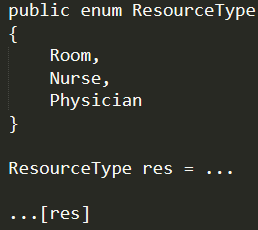 public enum ResourceType
{
    Room,
    Nurse,
    Physician
}
ResourceType res = ...
...[res]